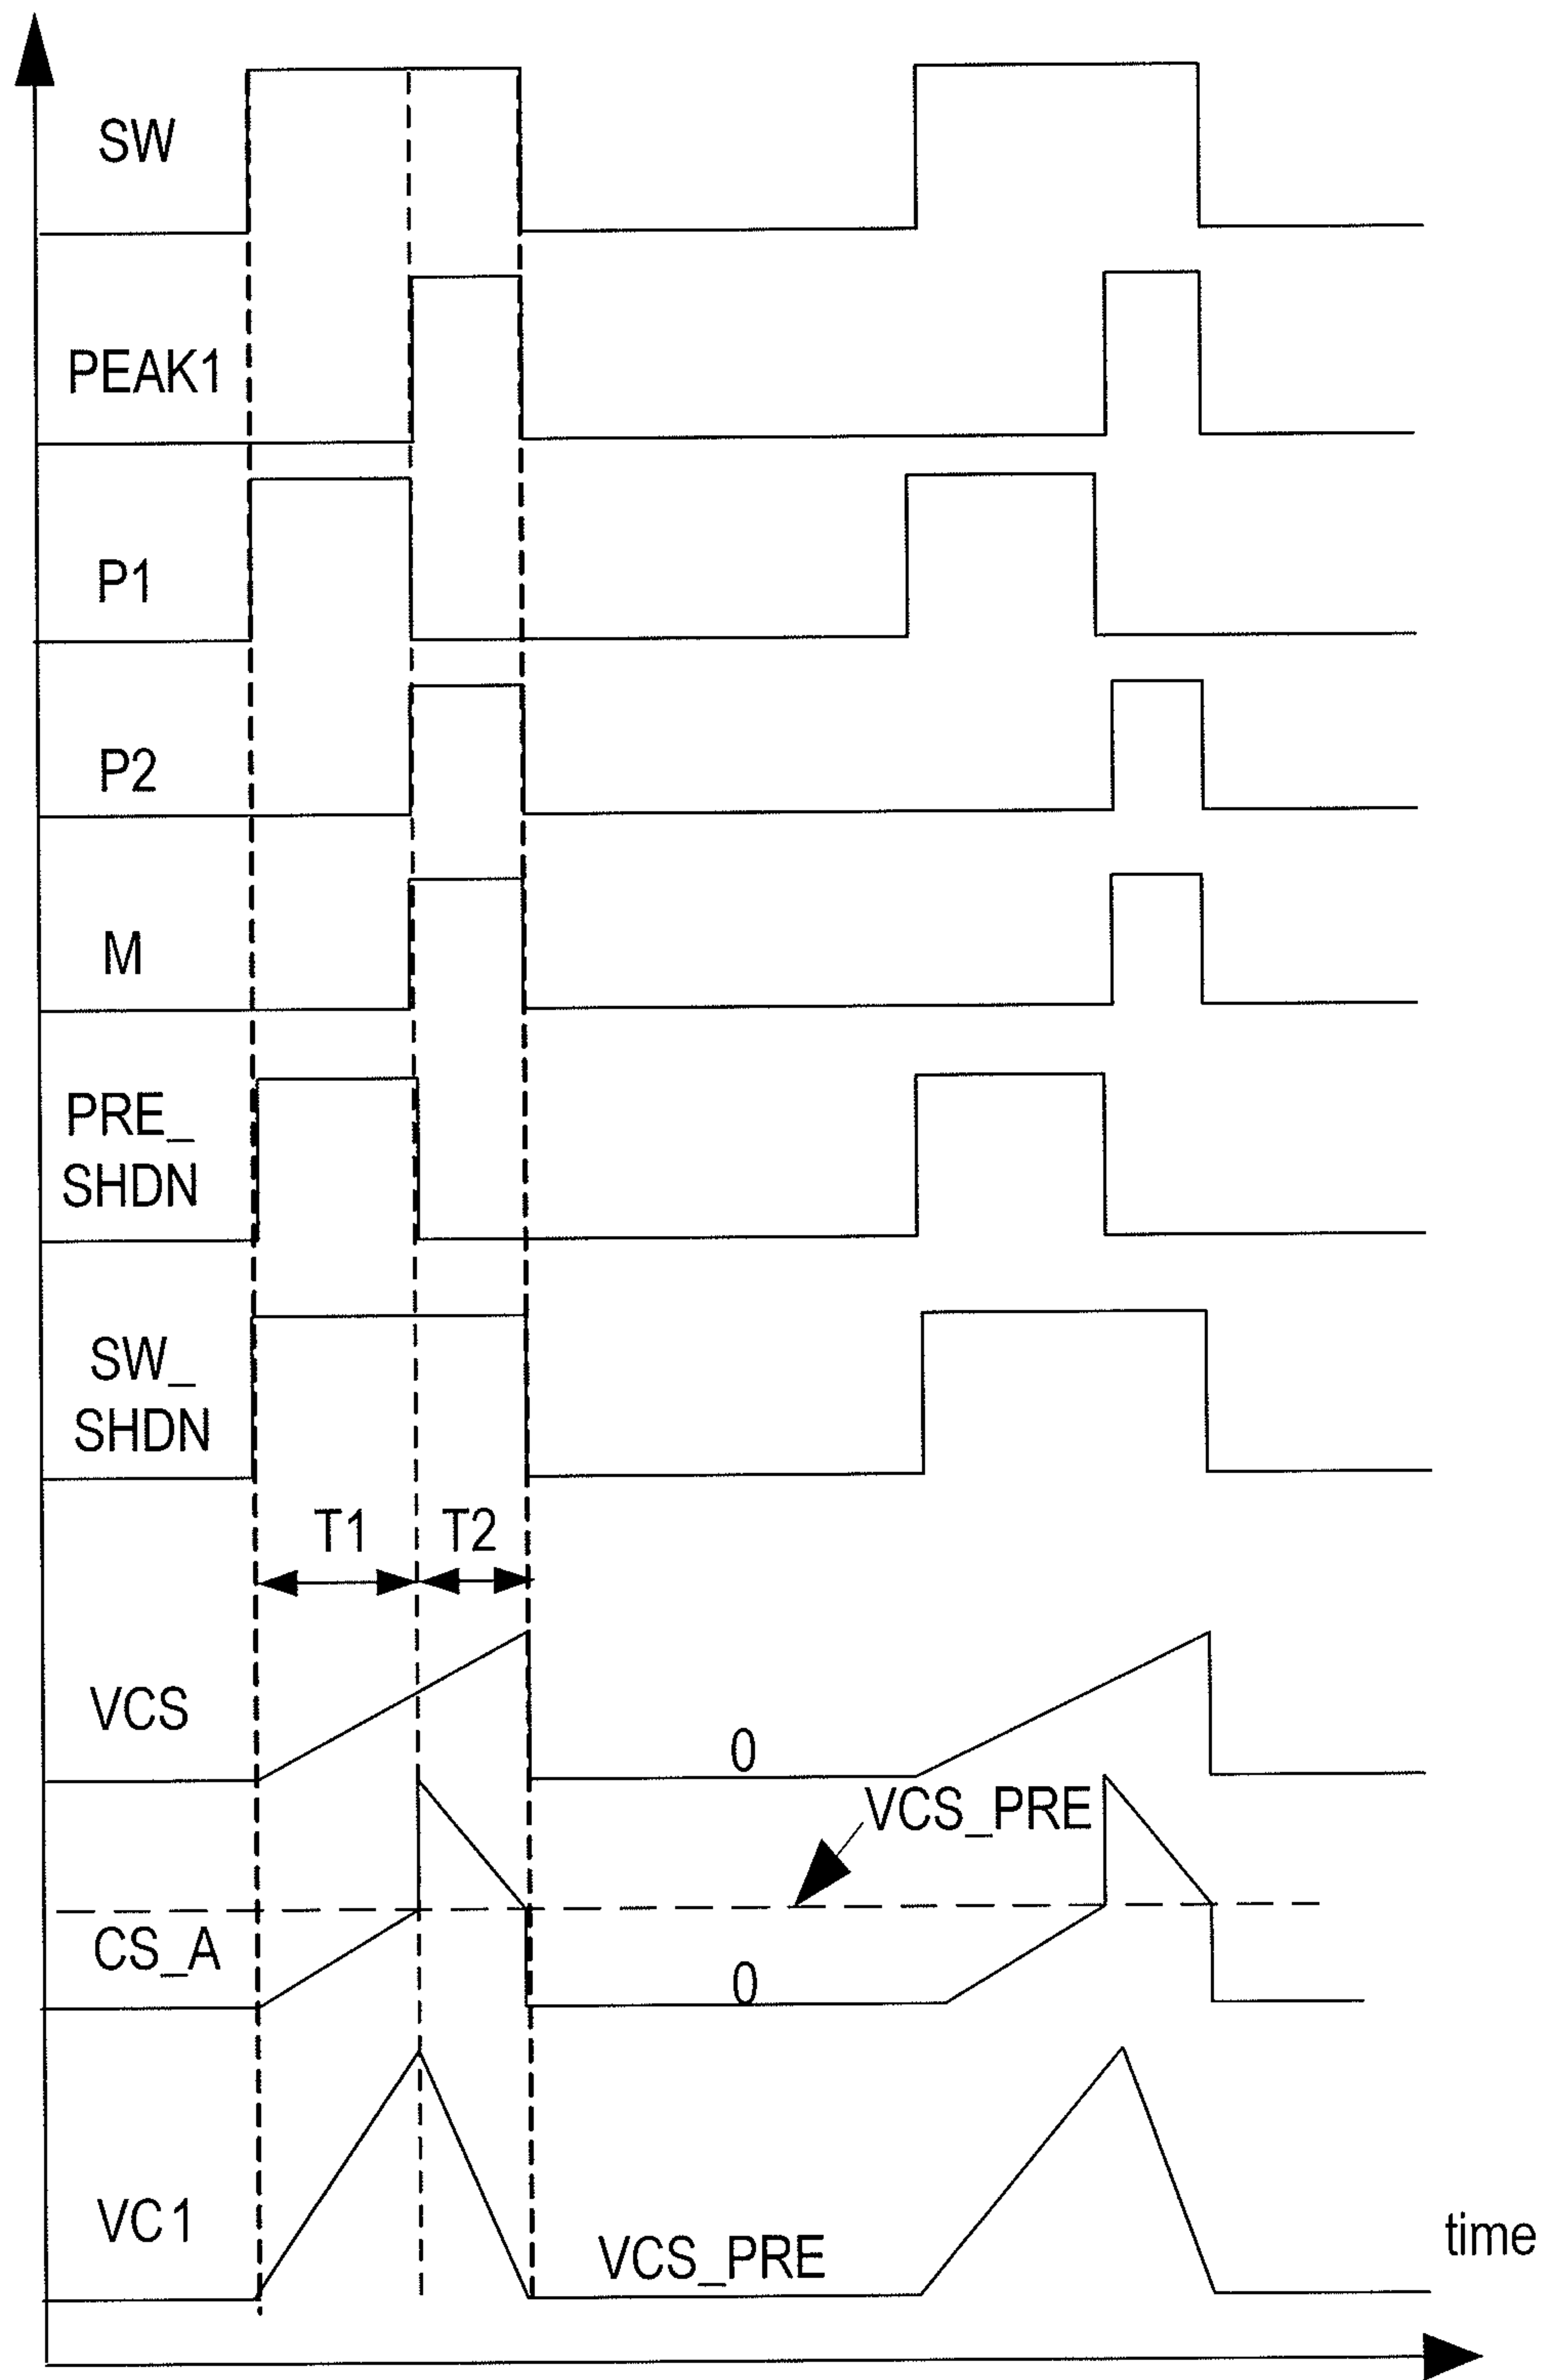 SW
PEAK1
P1
P2
M
PRE_
SHDN
SW_
SHDN
T1 T2
VCS
0
VCS_PRE
CS_A
0
VC1
VCS_PRE
time